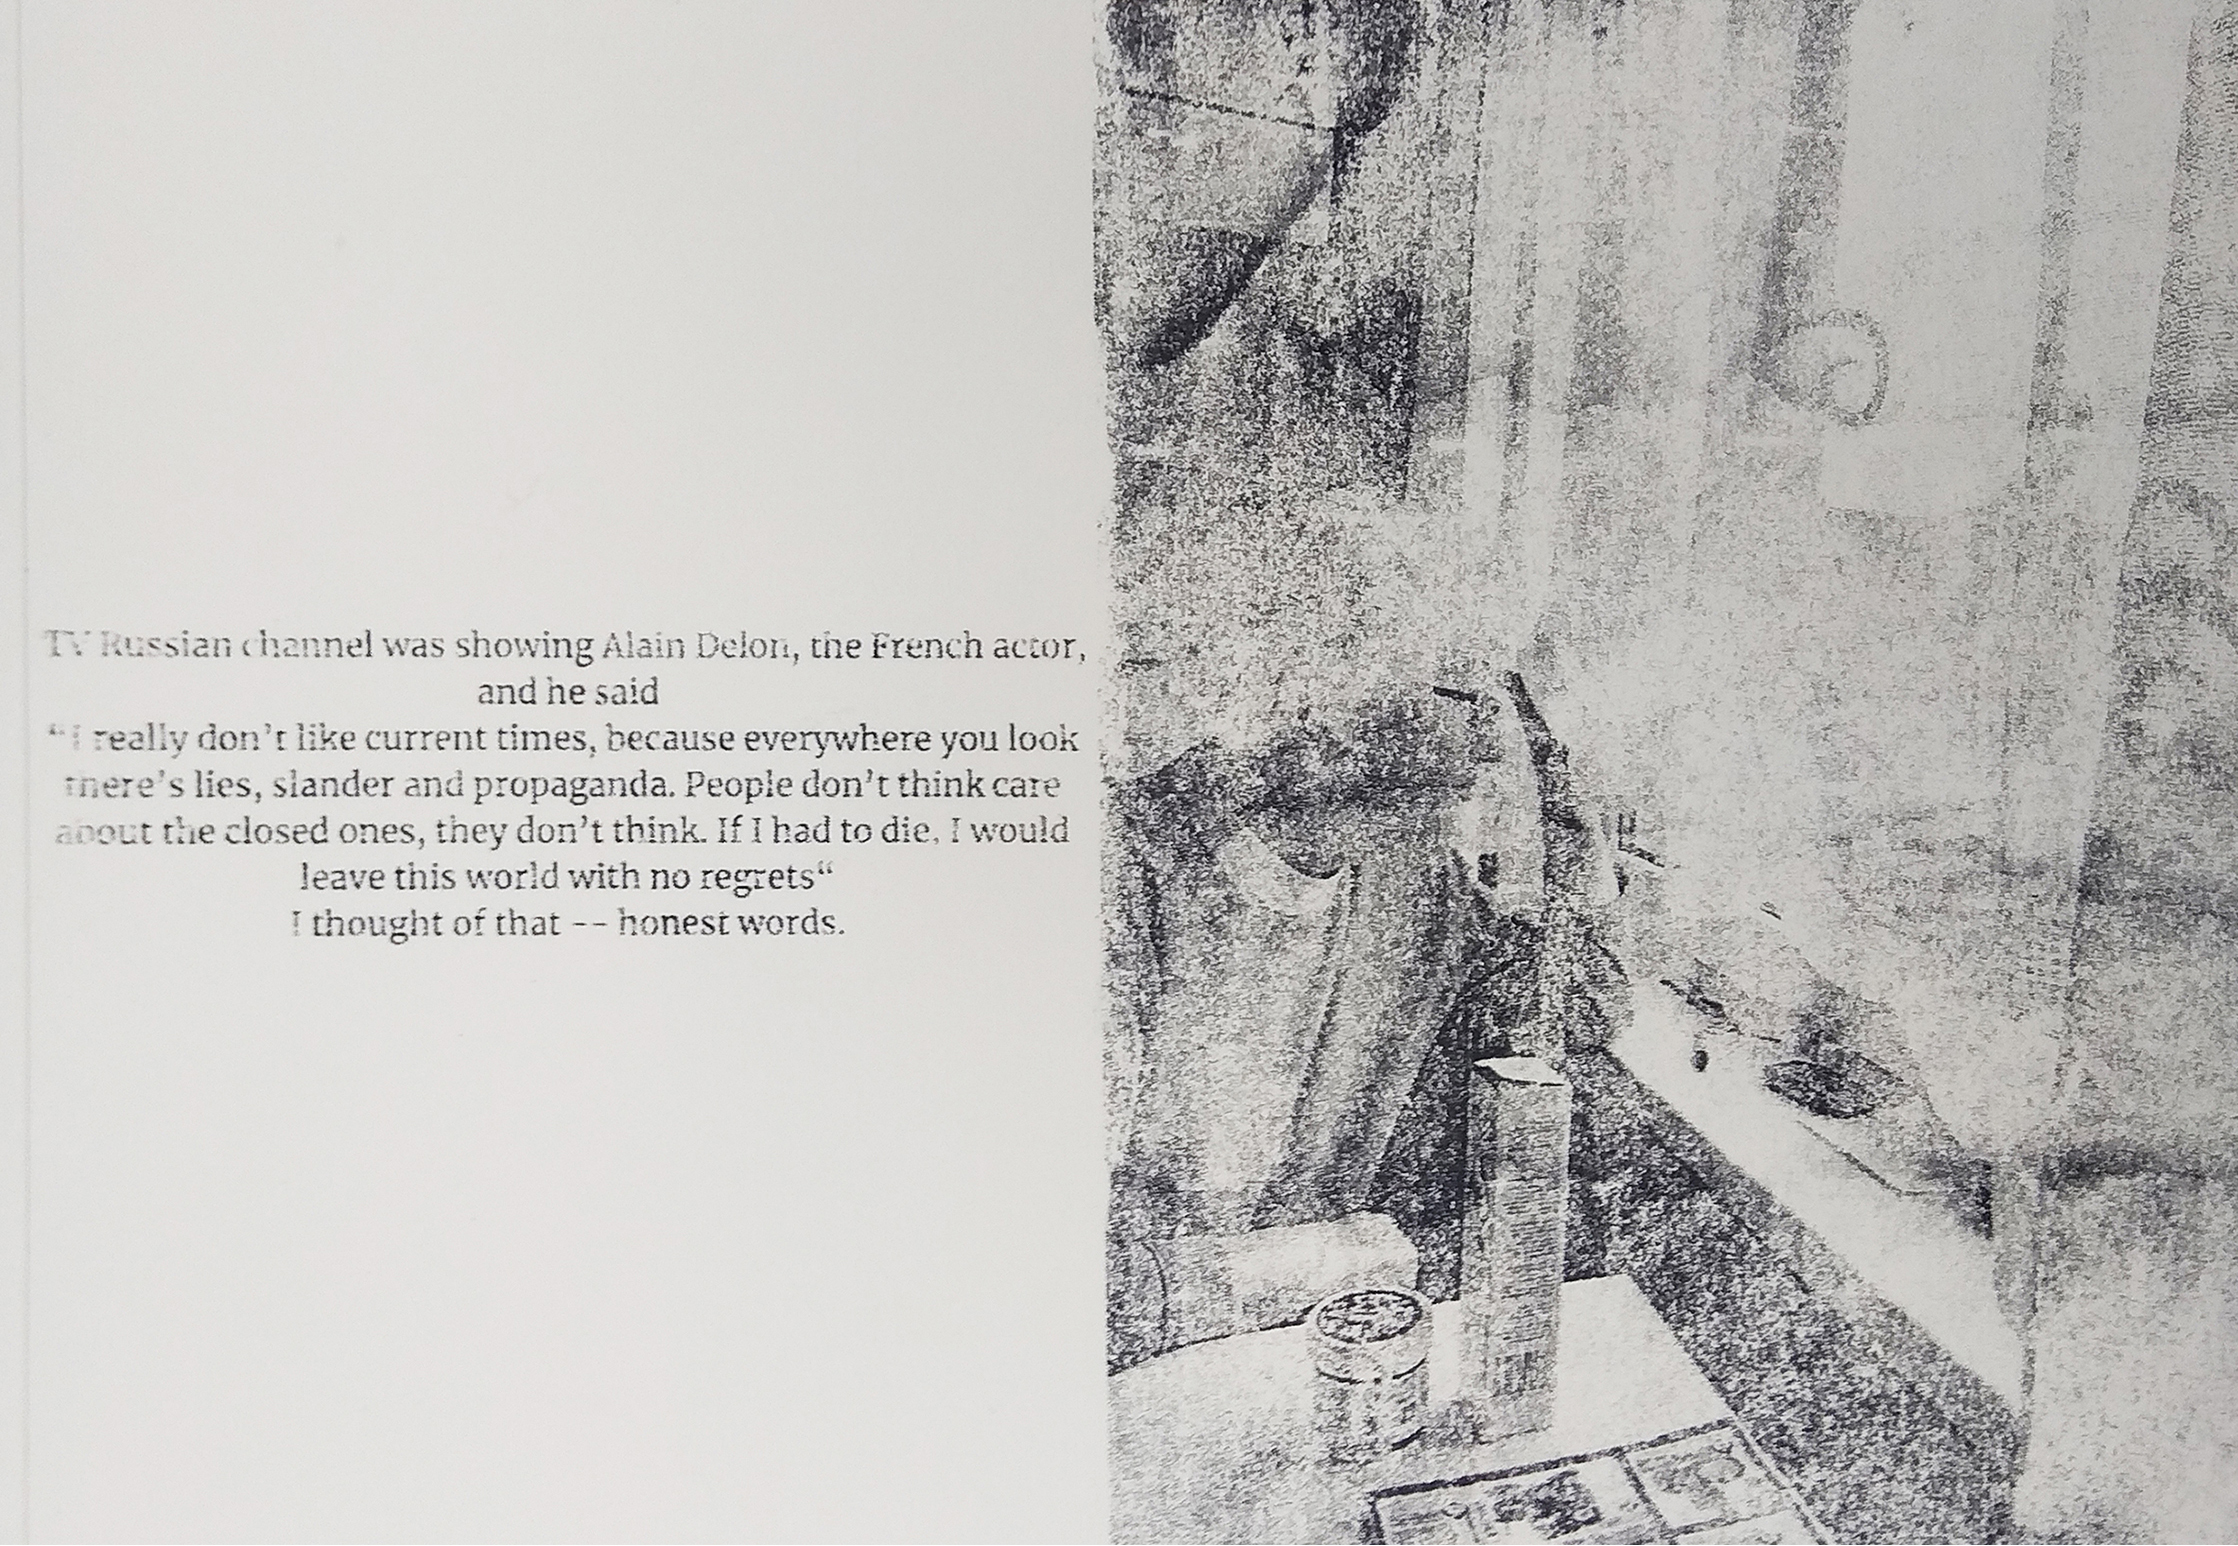 TV Russian channel was showing Alain Delon, the French actor,
and he said
“I really don’t like current times, because everywhere you look
there’s lies, slander and propaganda. People don’t think care
about the closed ones, they don’t think. If I had to die, I would
leave this world with no regrets“
I thought of that -- honest words.